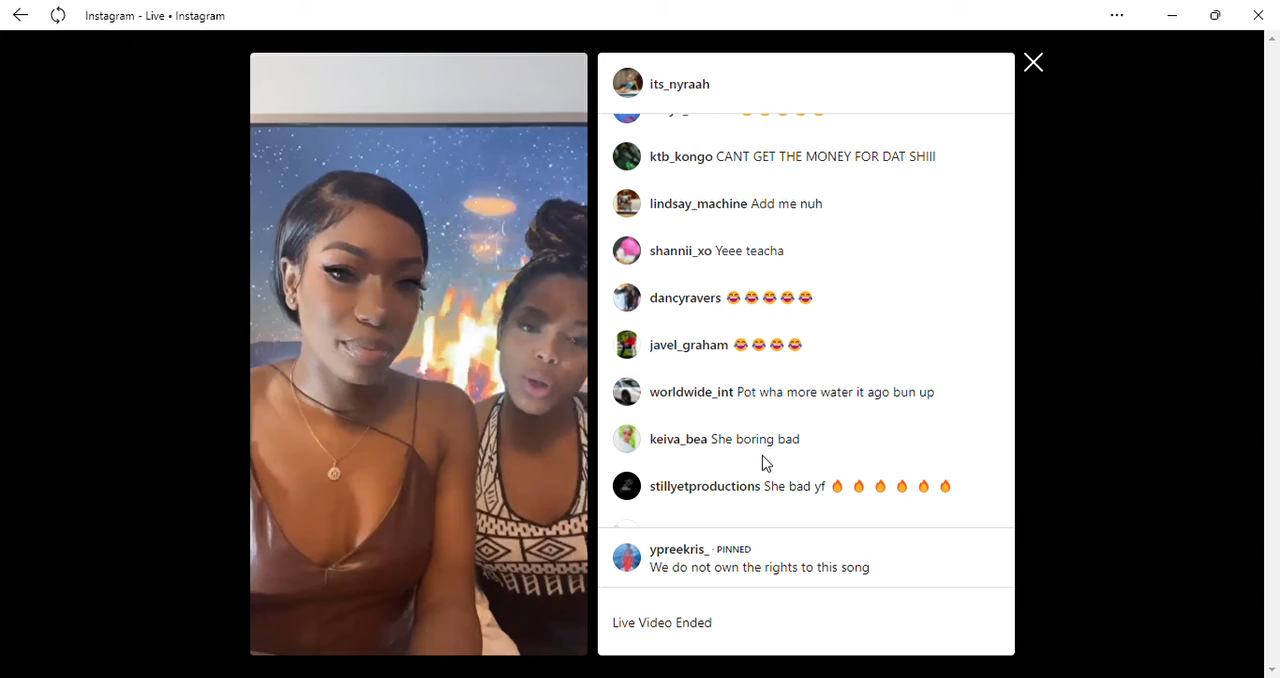 Instagram - Live • Instagram
its_nyraah
ktb_kongo CANT GET THE MONEY FOR DAT SHIII
lindsay_machine Add me nuh
shannii_xo Yeee teacha
dancyravers 😂😂😂😂😂
javel_graham 😂😂😂😂
worldwide_int Pot wha more water it ago bun up
keiva_bea She boring bad
stillyetproductions She bad yf 🔥🔥🔥🔥🔥🔥
ypreekris_ · PINNED
We do not own the rights to this song
Live Video Ended